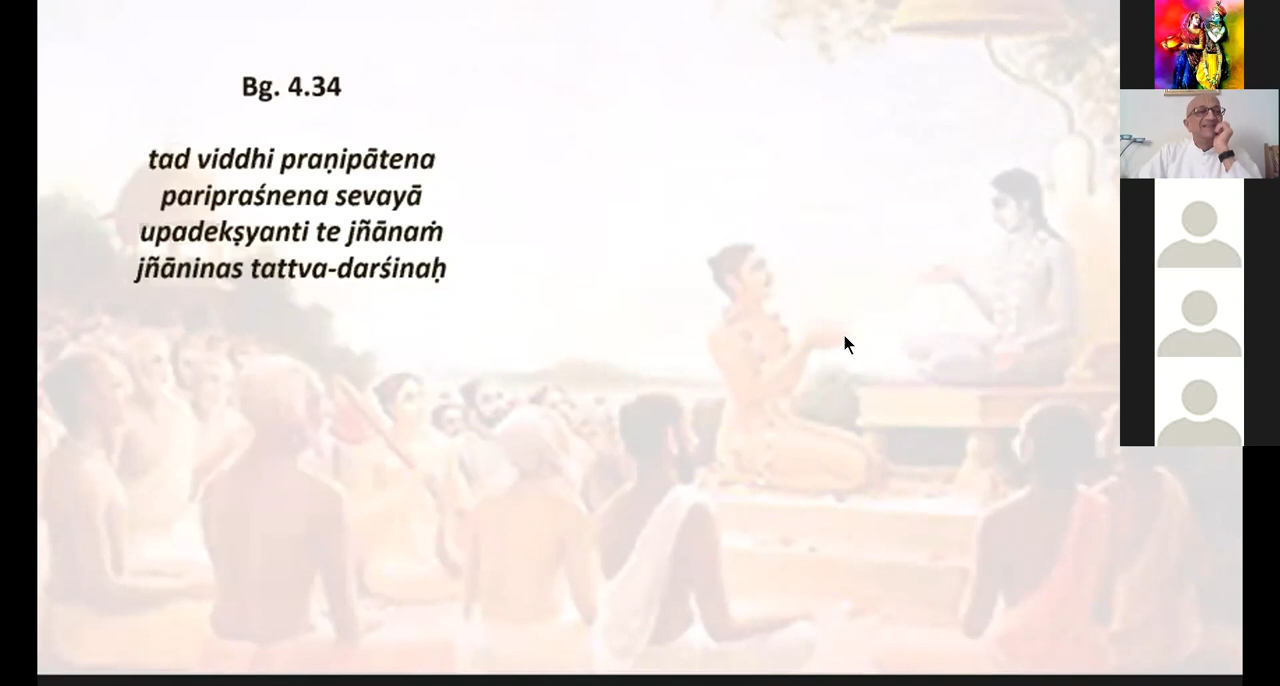 Bg. 4.34
tad viddhi praṇipātena
paripraśnena sevayā
upadekṣyanti te jñānaṁ
jñāninas tattva-darśinaḥ